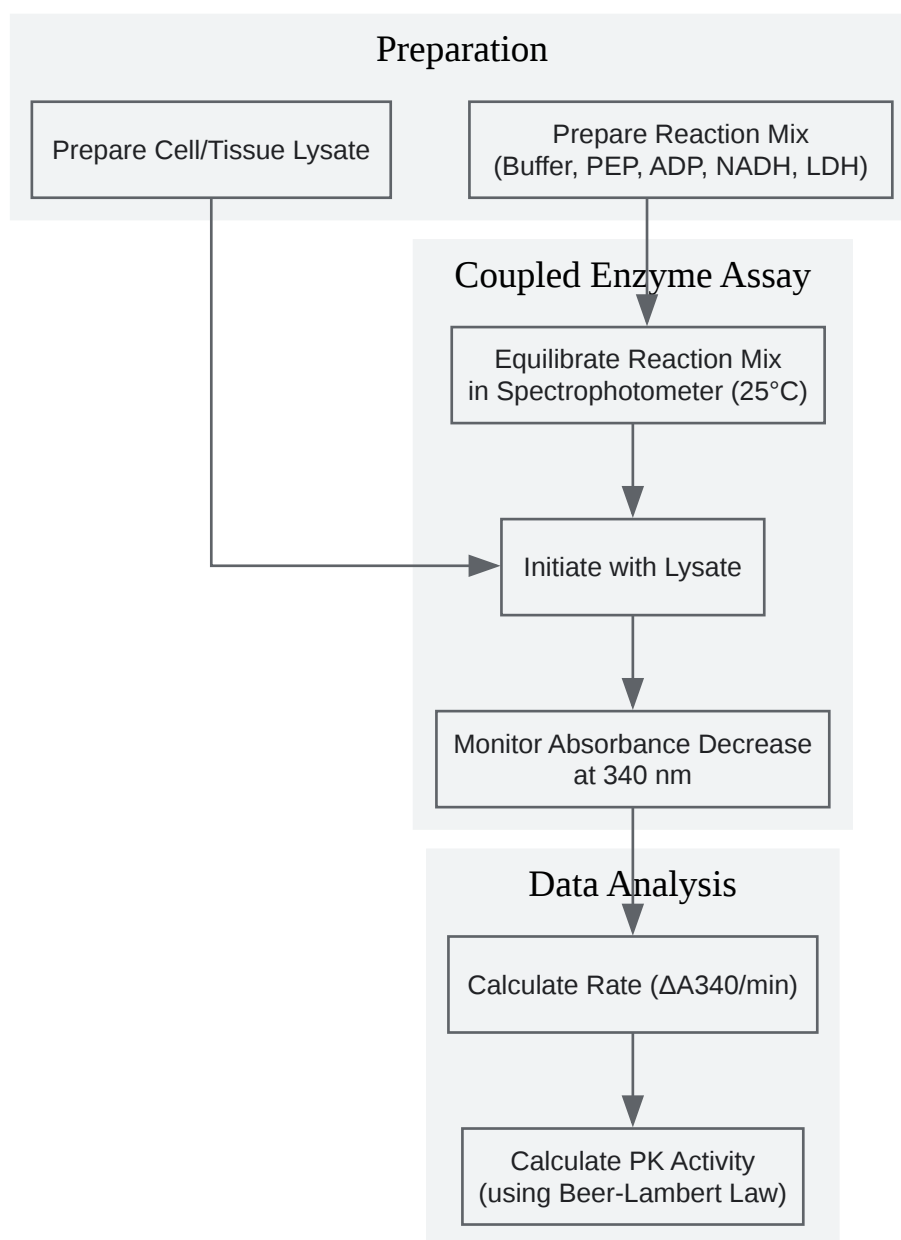 Preparation
Prepare Cell/Tissue Lysate
Prepare Reaction Mix
(Buffer, PEP, ADP, NADH, LDH)
Coupled Enzyme Assay
Equilibrate Reaction Mix
in Spectrophotometer (25°C)
Initiate with Lysate
Monitor Absorbance Decrease
at 340 nm
Data Analysis
Calculate Rate (ΔA340/min)
Calculate PK Activity
(using Beer-Lambert Law)